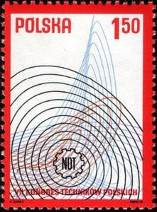 POLSKA 1.50
NOT
VII KONGRES TECHNIKÓW POLSKICH